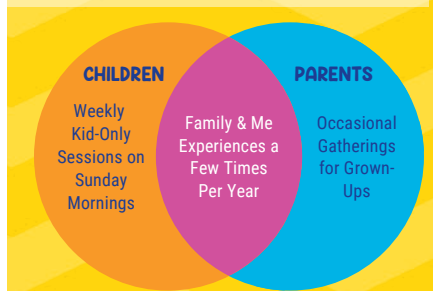 CHILDREN
Weekly
Kid-Only
Sessions on
Sunday
Mornings
Family & Me
Experiences a
Few Times
Per Year
PARENTS
Occasional
Gatherings
for Grown-
Ups